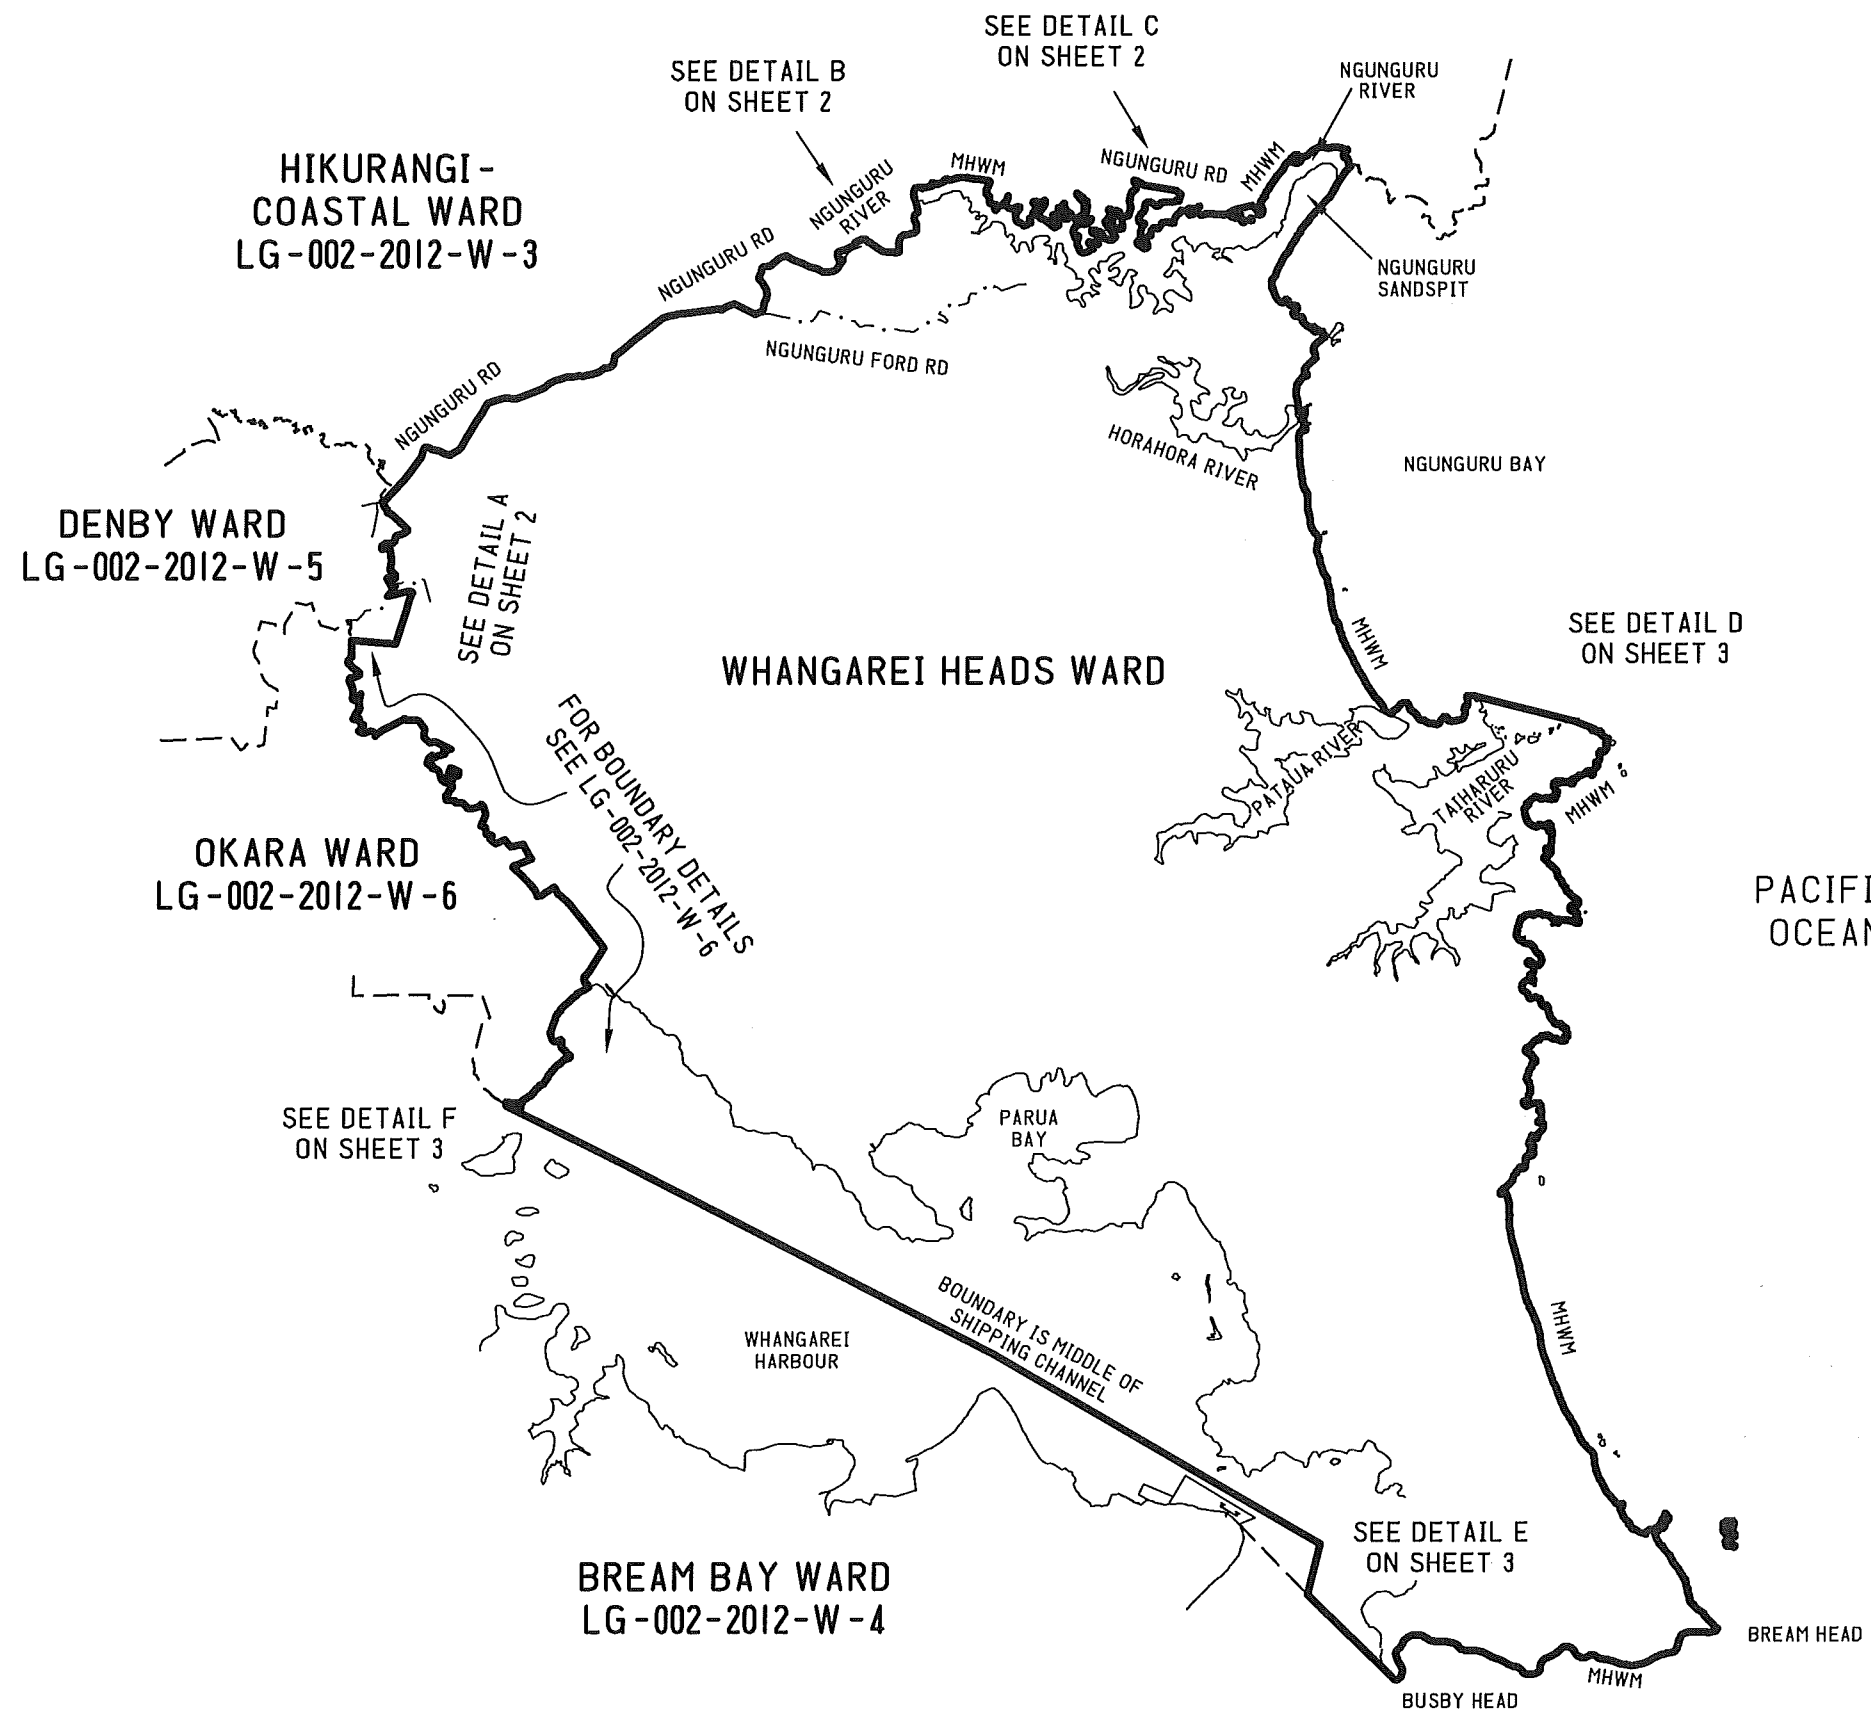 SEE DETAIL C
ON SHEET 2
SEE DETAIL B
ON SHEET 2
NGUNGURU
RIVER
HIKURANGI-
COASTAL WARD
LG-002-2012-W-3
MHWM
NGUNGURU RD
MHWM
NGUNGURU
RIVER
NGUNGURU RD
NGUNGURU
SANDSPIT
NGUNGURU FORD RD
NGUNGURU RD
HORAHORA RIVER
NGUNGURU BAY
DENBY WARD
LG-002-2012-W-5
SEE DETAIL A
ON SHEET 2
WHANGAREI HEADS WARD
MHWM
SEE DETAIL D
ON SHEET 3
FOR BOUNDARY DETAILS
SEE LG-002-2012-W-6
PATAUA RIVER
TAIHARURU
RIVER
MHWM
OKARA WARD
LG-002-2012-W-6
PACIFI
OCEAN
SEE DETAIL F
ON SHEET 3
PARUA
BAY
BOUNDARY IS MIDDLE OF
SHIPPING CHANNEL
WHANGAREI
HARBOUR
MHWM
SEE DETAIL E
ON SHEET 3
BREAM BAY WARD
LG-002-2012-W-4
BREAM HEAD
MHWM
BUSBY HEAD